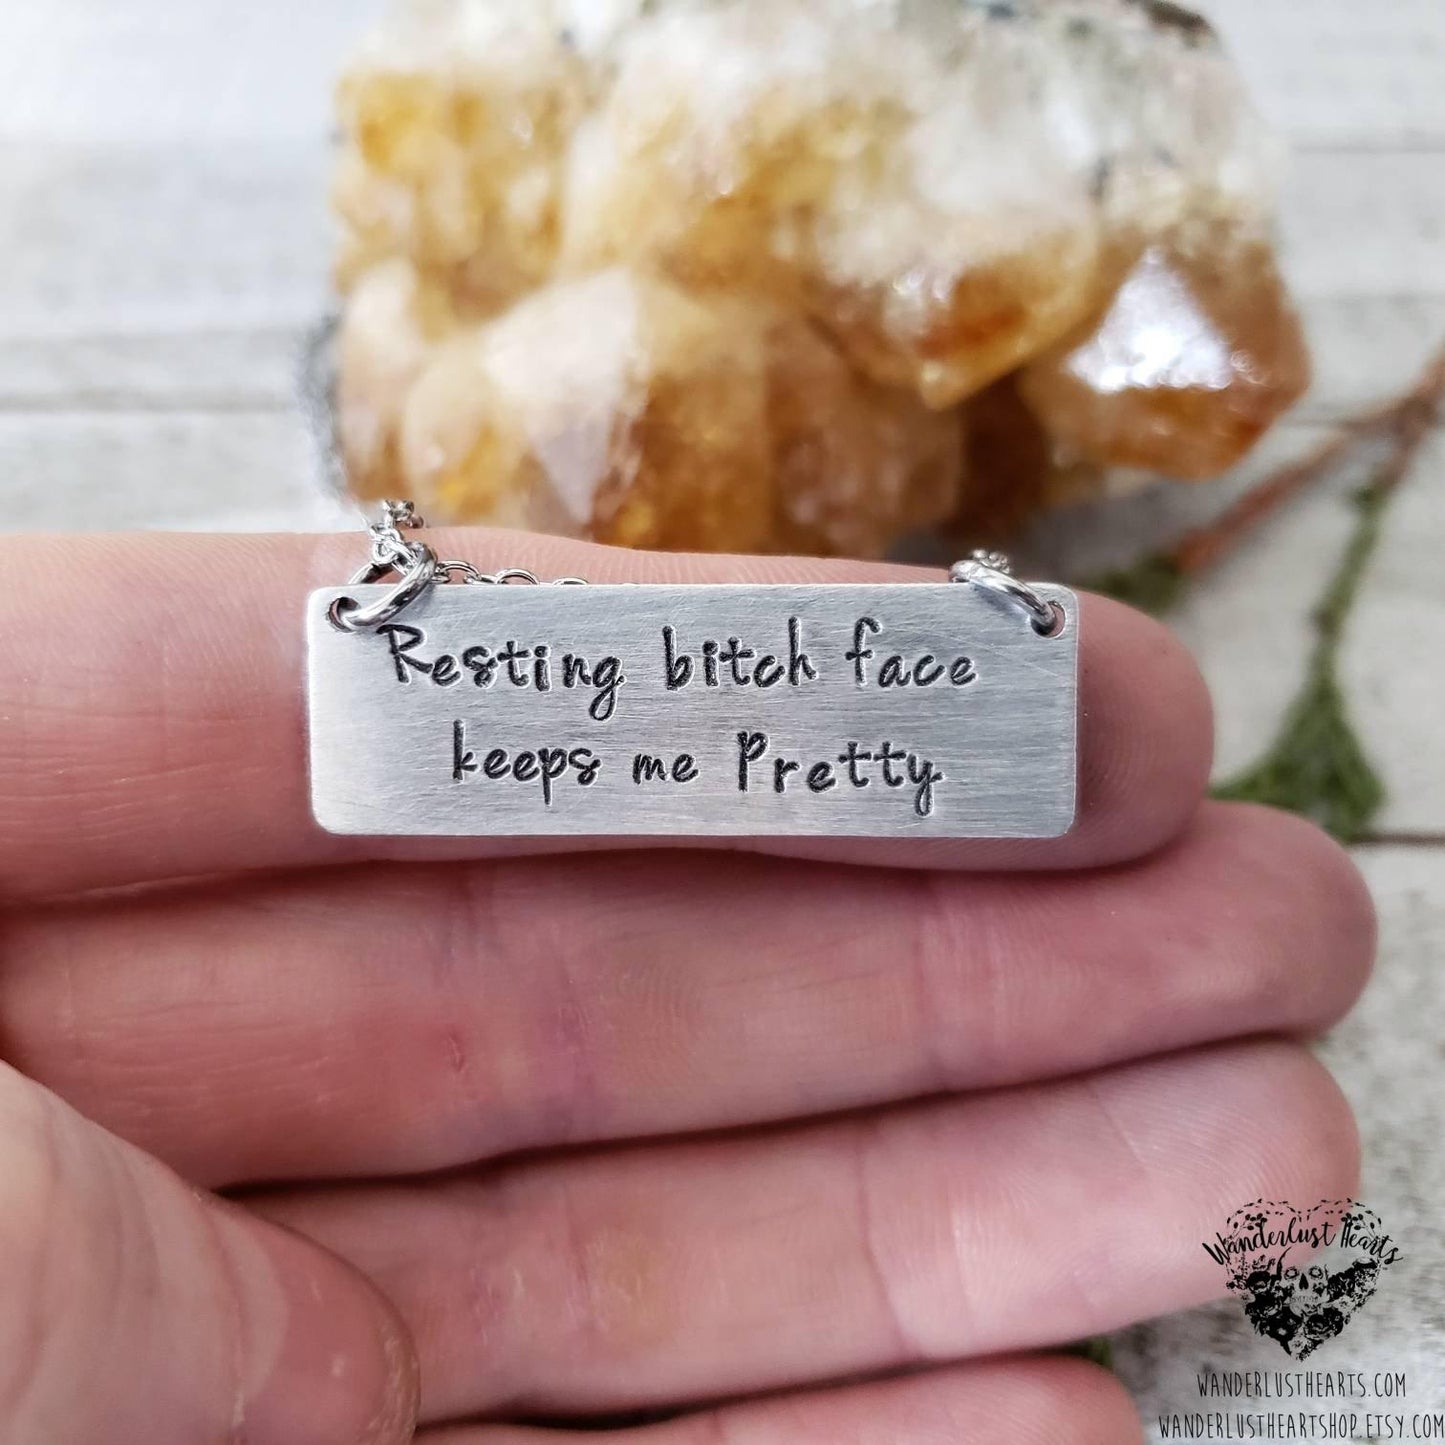 Resting bitch face
keeps me Pretty
Wanderlust Hearts
WANDERLUSTHEARTS.COM
WANDERLUSTHEARTSHOP.ETSY.COM